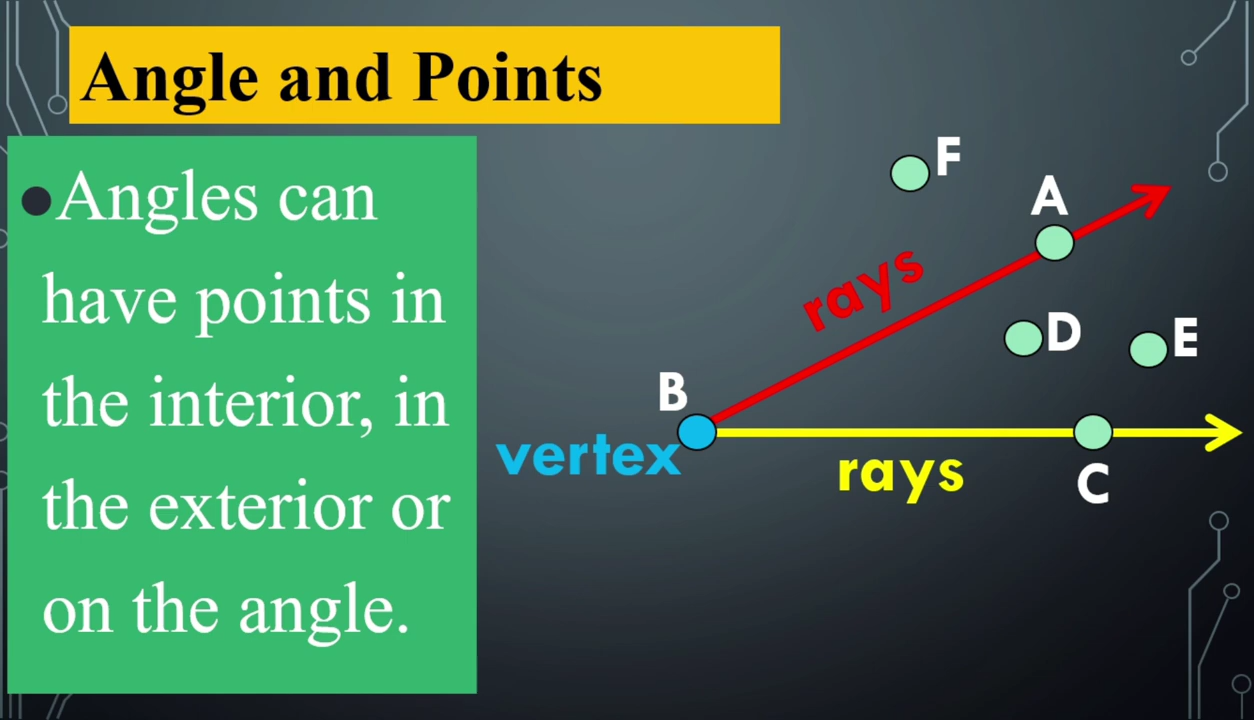 Angle and Points
•Angles can
have points in
the interior, in
the exterior or
on the angle.
F
A
rays
D
E
B
vertex
rays
C